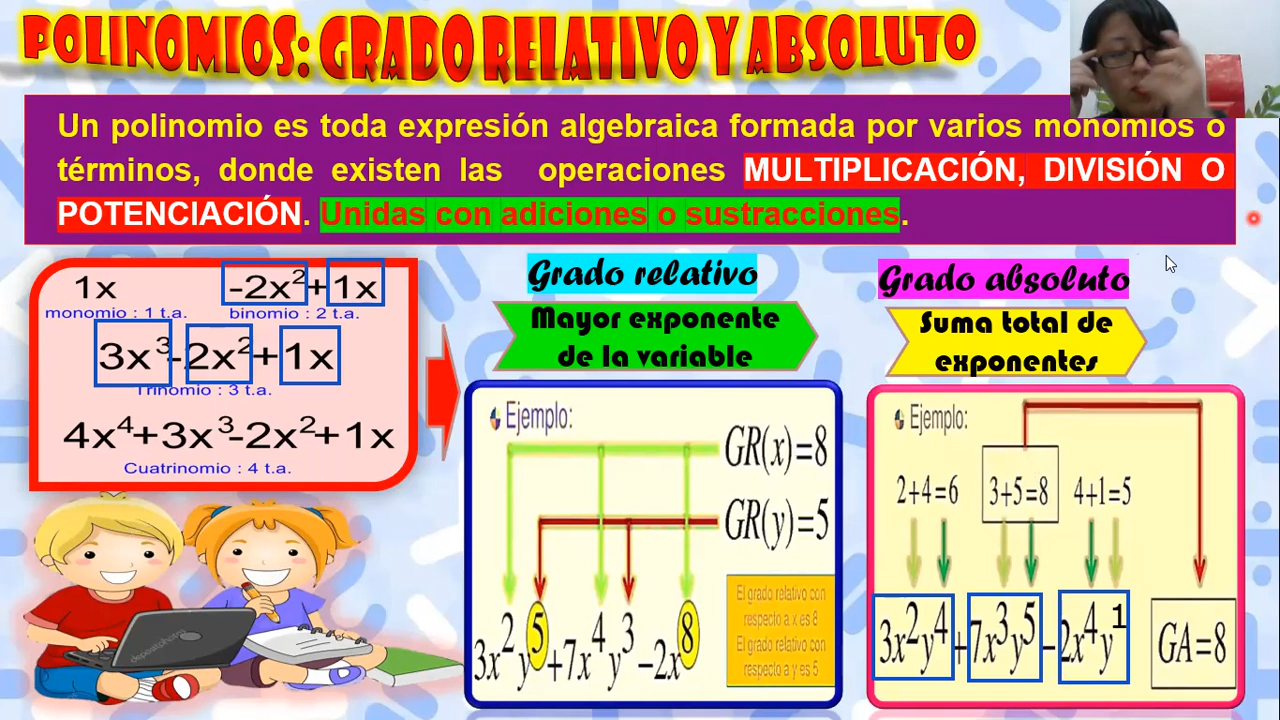 POLINOMIOS: GRADO RELATIVO Y ABSOLUTO
Un polinomio es toda expresión algebraica formada por varios monomios o
términos, donde existen las operaciones MULTIPLICACIÓN, DIVISIÓN O
POTENCIACIÓN. Unidas con adiciones o sustracciones.
1x
-2x²+1x
monomio : 1 t.a.
binomio : 2 t.a.
3x³-2x²+1x
Trinomio : 3 t.a.
4x⁴+3x³-2x²+1x
Cuatrinomio : 4 t.a.
Grado relativo
Mayor exponente
de la variable
Ejemplo:
GR(x)=8
GR(y)=5
El grado relativo con
respecto a x es 8
El grado relativo con
respecto a y es 5
3x²y⁵+7x⁴y³-2x⁸
Grado absoluto
Suma total de
exponentes
Ejemplo:
2+4=6
3+5=8
4+1=5
3x²y⁴+7x³y⁵-2x⁴y¹
GA=8
depositphotos